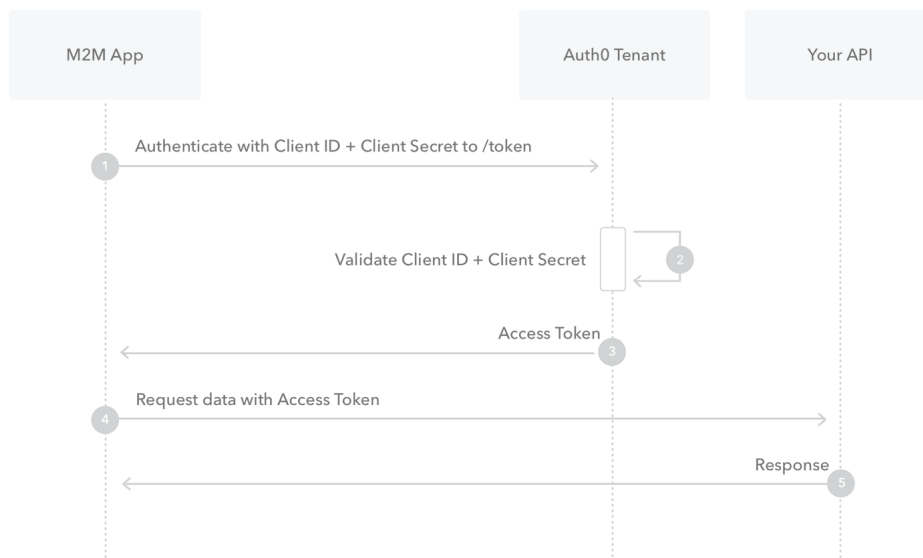 M2M App
Auth0 Tenant
Your API
Authenticate with Client ID + Client Secret to /token
1
Validate Client ID + Client Secret
2
Access Token
3
Request data with Access Token
4
Response
5